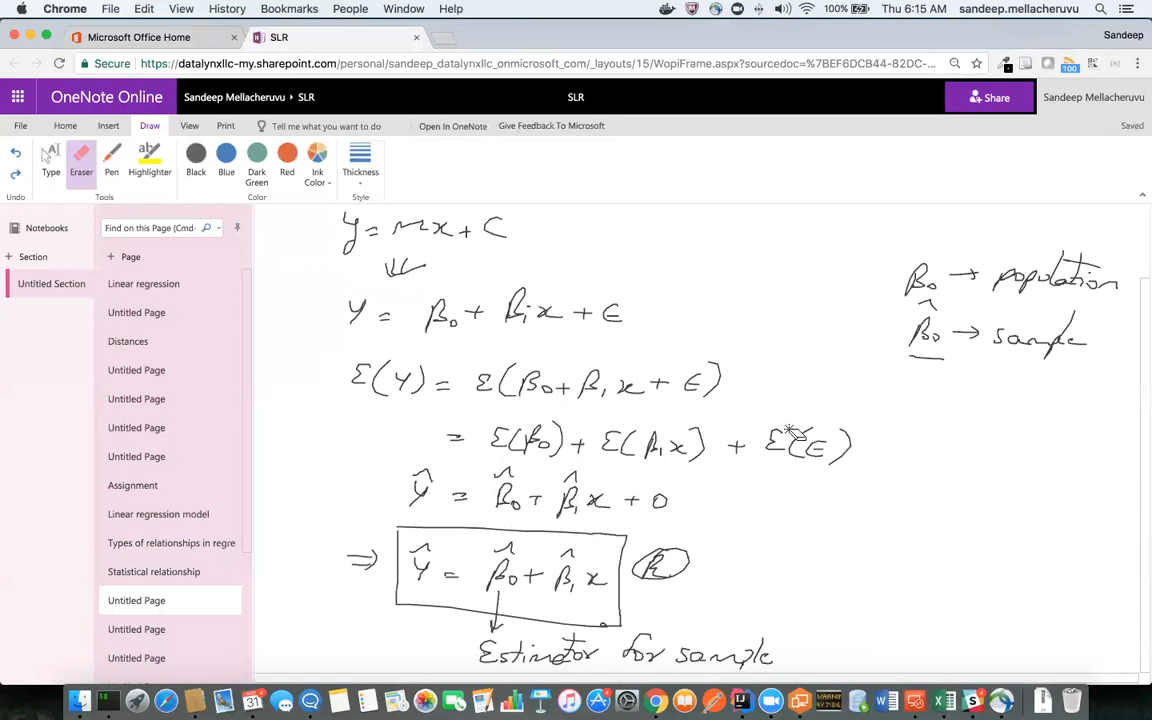 Chrome File Edit View History Bookmarks People Window Help 100% Thu 6:15 AM sandeep.mellacheruvu
Microsoft Office Home × SLR × Sandeep
Secure https://datalynxllc-my.sharepoint.com/personal/sandeep_datalynxllc_onmicrosoft_com/_layouts/15/WopiFrame.aspx?sourcedoc=%7BEF6DCB44-82DC-... 100
OneNote Online Sandeep Mellacheruvu ▸ SLR SLR Share Sandeep Mellacheruvu
File Home Insert Draw View Print Tell me what you want to do Open In OneNote Give Feedback To Microsoft Saved
Type Eraser Pen Highlighter Black Blue Dark Green Red Ink Color Thickness
Undo Tools Color Style
Notebooks
+ Section
Untitled Section
Find on this Page (Cmd
+ Page
Linear regression
Untitled Page
Distances
Untitled Page
Untitled Page
Untitled Page
Untitled Page
Assignment
Linear regression model
Types of relationships in regre
Statistical relationship
Untitled Page
Untitled Page
Untitled Page
y = mx + c
Y = β₀ + β₁x + ϵ
Σ(Y) = Σ(β₀ + β₁x + ϵ)
= Σ(β₀) + Σ(β₁x) + Σ(ϵ)
Ŷ = β̂₀ + β̂₁x + 0
⇒ Ŷ = β̂₀ + β̂₁x
Estimator for sample
β₀ → population
β̂₀ → sample